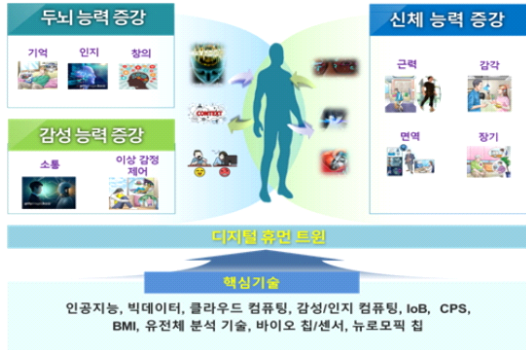 두뇌 능력 증강
기억 인지 창의
감성 능력 증강
소통 이상 감정
제어
CONTEXT
신체 능력 증강
근력 감각
면역 장기
디지털 휴먼 트윈
핵심기술
인공지능, 빅데이터, 클라우드 컴퓨팅, 감성/인지 컴퓨팅, IoB, CPS,
BMI, 유전체 분석 기술, 바이오 칩/센서, 뉴로모픽 칩